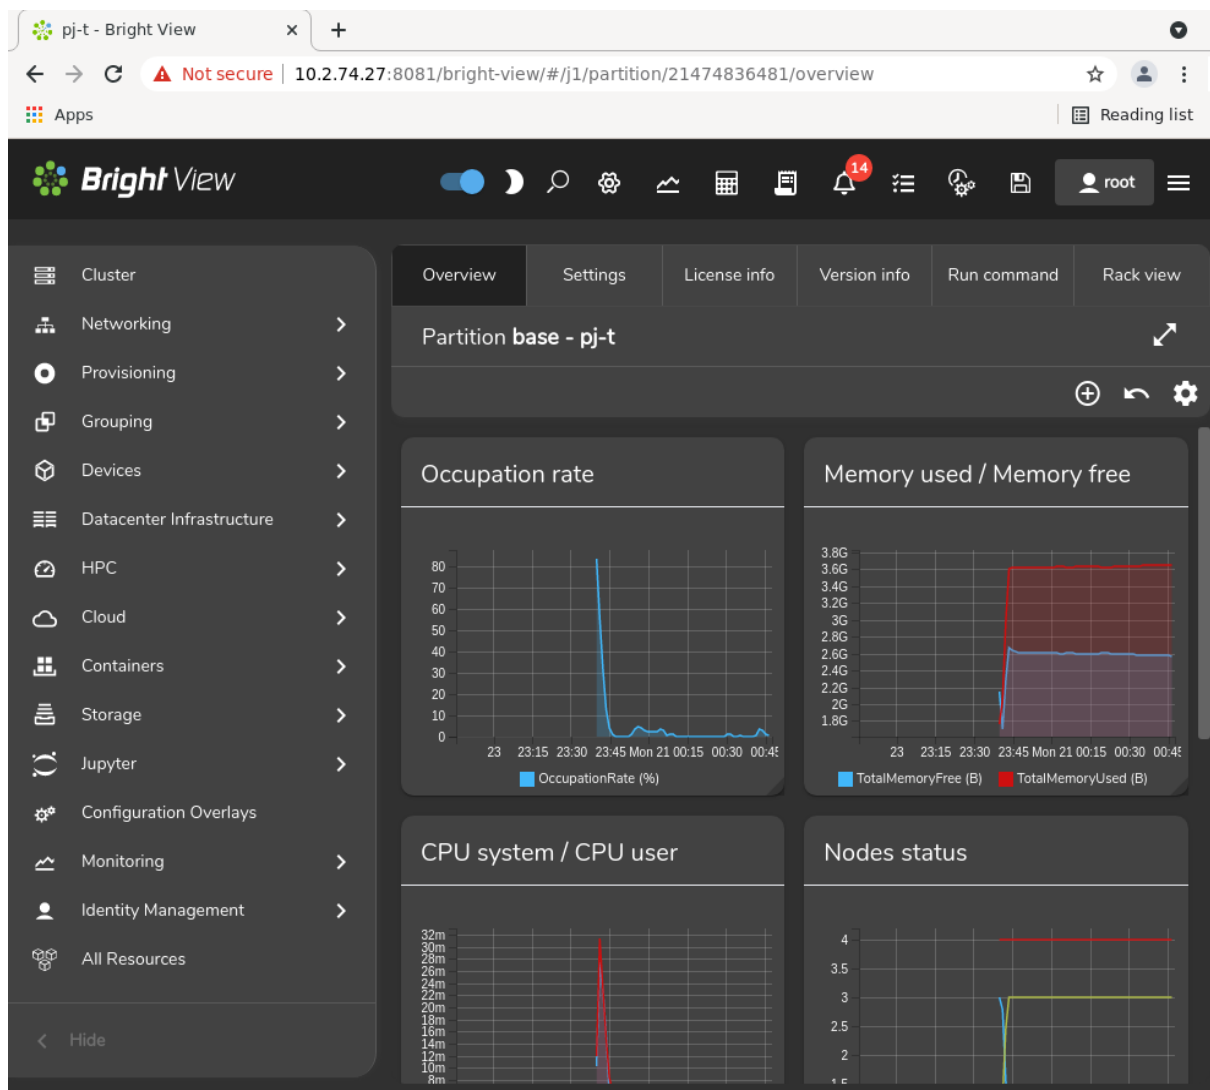 pj-t - Bright View
Not secure 10.2.74.27:8081/bright-view/#/j1/partition/21474836481/overview
Apps
Reading list
Bright View
14
root
Cluster
Networking
Provisioning
Grouping
Devices
Datacenter Infrastructure
HPC
Cloud
Containers
Storage
Jupyter
Configuration Overlays
Monitoring
Identity Management
All Resources
Hide
Overview Settings License info Version info Run command Rack view
Partition base - pj-t
Occupation rate
80
70
60
50
40
30
20
10
0
23 23:15 23:30 23:45 Mon 21 00:15 00:30 00:45
OccupationRate (%)
Memory used / Memory free
3.8G
3.6G
3.4G
3.2G
3G
2.8G
2.6G
2.4G
2.2G
2G
1.8G
23 23:15 23:30 23:45 Mon 21 00:15 00:30 00:45
TotalMemoryFree (B) TotalMemoryUsed (B)
CPU system / CPU user
32m
30m
28m
26m
24m
22m
20m
18m
16m
14m
12m
10m
8m
Nodes status
4
3.5
3
2.5
2
1.5